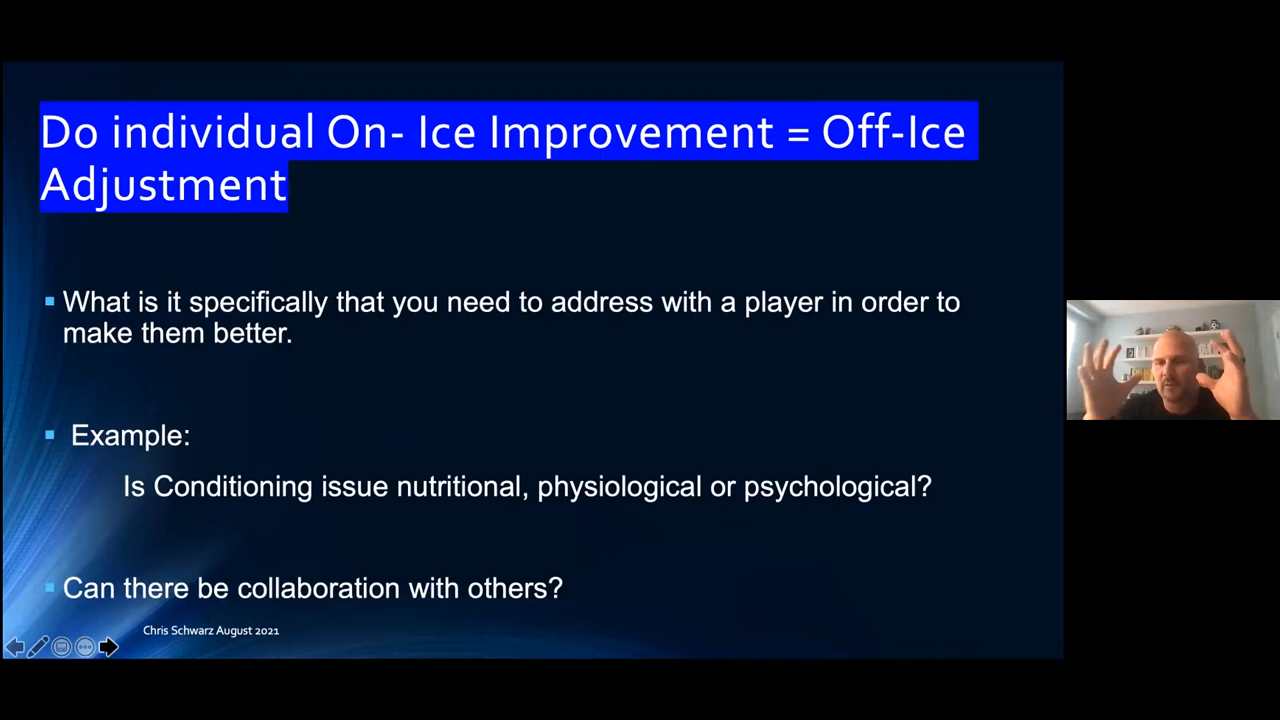 Do individual On- Ice Improvement = Off-Ice
Adjustment
What is it specifically that you need to address with a player in order to
make them better.
Example:
Is Conditioning issue nutritional, physiological or psychological?
Can there be collaboration with others?
Chris Schwarz August 2021